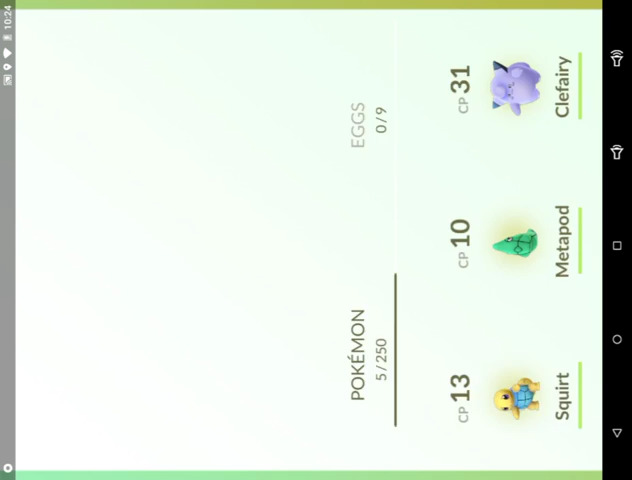 10:24
POKÉMON
5 / 250
EGGS
0 / 9
CP 13
CP 10
CP 31
Squirt
Metapod
Clefairy